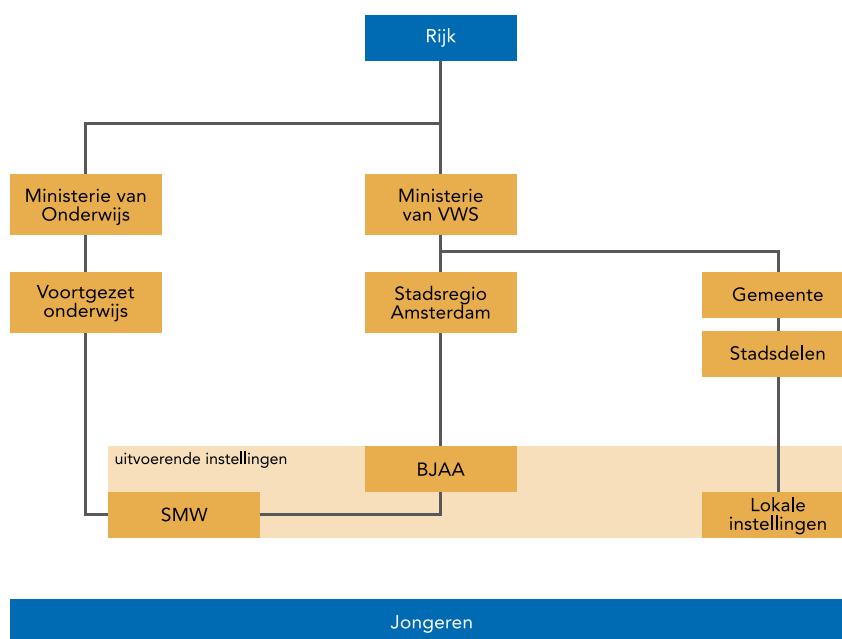 Rijk
Ministerie van
Onderwijs
Ministerie
van VWS
Voortgezet
onderwijs
Stadsregio
Amsterdam
Gemeente
Stadsdelen
uitvoerende instellingen
BJAA
SMW
Lokale
instellingen
Jongeren